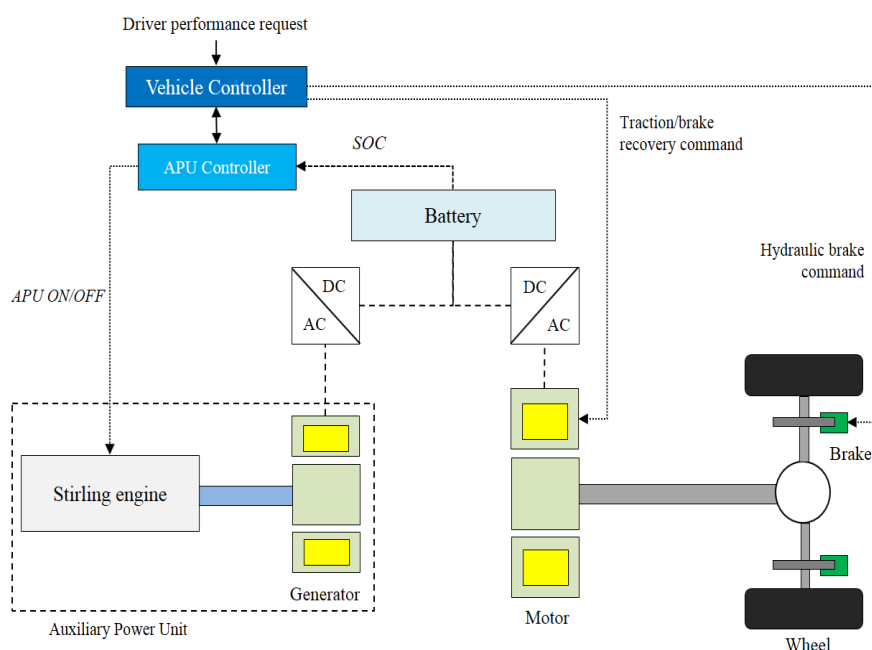 Driver performance request
Vehicle Controller
Traction/brake
recovery command
SOC
APU Controller
Battery
Hydraulic brake
command
DC
AC
DC
AC
APU ON/OFF
Brake
Stirling engine
Generator
Motor
Auxiliary Power Unit
Wheel